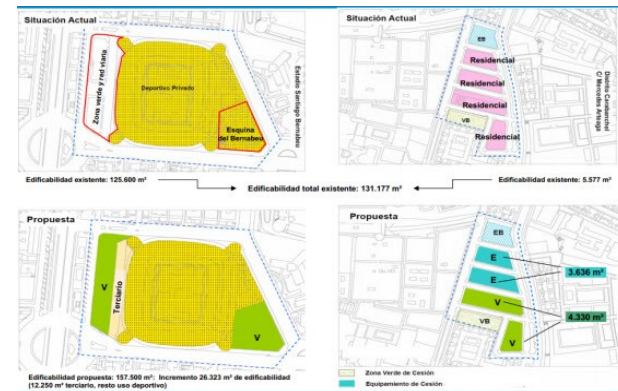 Situación Actual
Zona verde y red viaria
Deportivo Privado
Esquina
del Bernabeu
Estadio Santiago Bernabeu
Edificabilidad existente: 125.600 m²
Situación Actual
EB
Residencial
Residencial
Residencial
VB
Residencial
Distrito Carabanchel
C/ Mercedes Arteaga
Edificabilidad existente: 5.577 m²
Edificabilidad total existente: 131.177 m²
Propuesta
V
Terciario
V
Edificabilidad propuesta: 157.500 m²: Incremento 26.323 m² de edificabilidad
(12.250 m² terciario, resto uso deportivo)
Propuesta
EB
E
E
3.636 m²
V
VB
4.330 m²
V
Zona Verde de Cesión
Equipamiento de Cesión